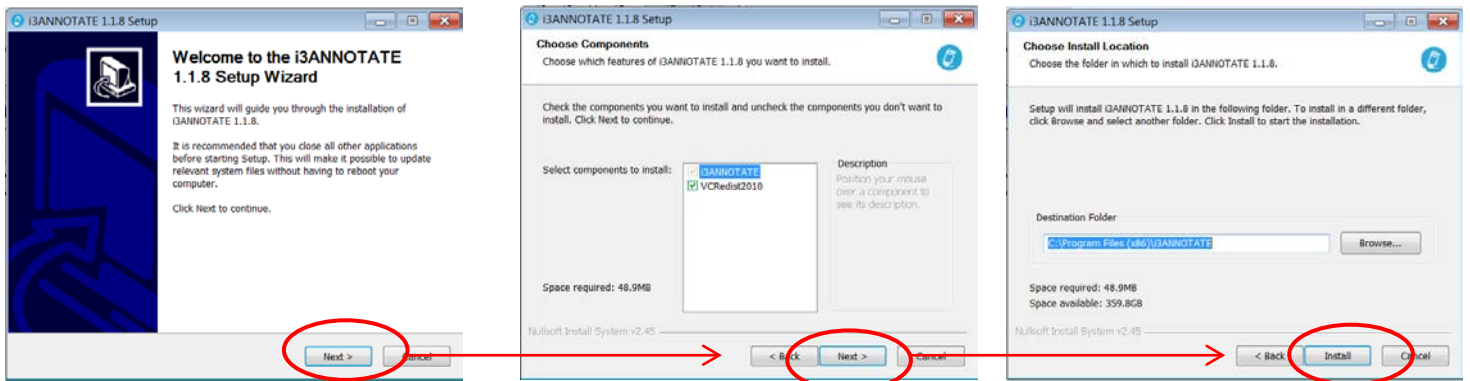 i3ANNOTATE 1.1.8 Setup
Welcome to the i3ANNOTATE
1.1.8 Setup Wizard
This wizard will guide you through the installation of
i3ANNOTATE 1.1.8.
It is recommended that you close all other applications
before starting Setup. This will make it possible to update
relevant system files without having to reboot your
computer.
Click Next to continue.
Next >
Cancel
i3ANNOTATE 1.1.8 Setup
Choose Components
Choose which features of i3ANNOTATE 1.1.8 you want to install.
Check the components you want to install and uncheck the components you don't want to
install. Click Next to continue.
Select components to install:
i3ANNOTATE
VCRedist2010
Description
Position your mouse
over a component to
see its description.
Space required: 48.9MB
Nullsoft Install System v2.45
< Back
Next >
Cancel
i3ANNOTATE 1.1.8 Setup
Choose Install Location
Choose the folder in which to install i3ANNOTATE 1.1.8.
Setup will install i3ANNOTATE 1.1.8 in the following folder. To install in a different folder,
click Browse and select another folder. Click Install to start the installation.
Destination Folder
C:\Program Files (x86)\i3ANNOTATE
Browse...
Space required: 48.9MB
Space available: 359.8GB
Nullsoft Install System v2.45
< Back
Install
Cancel